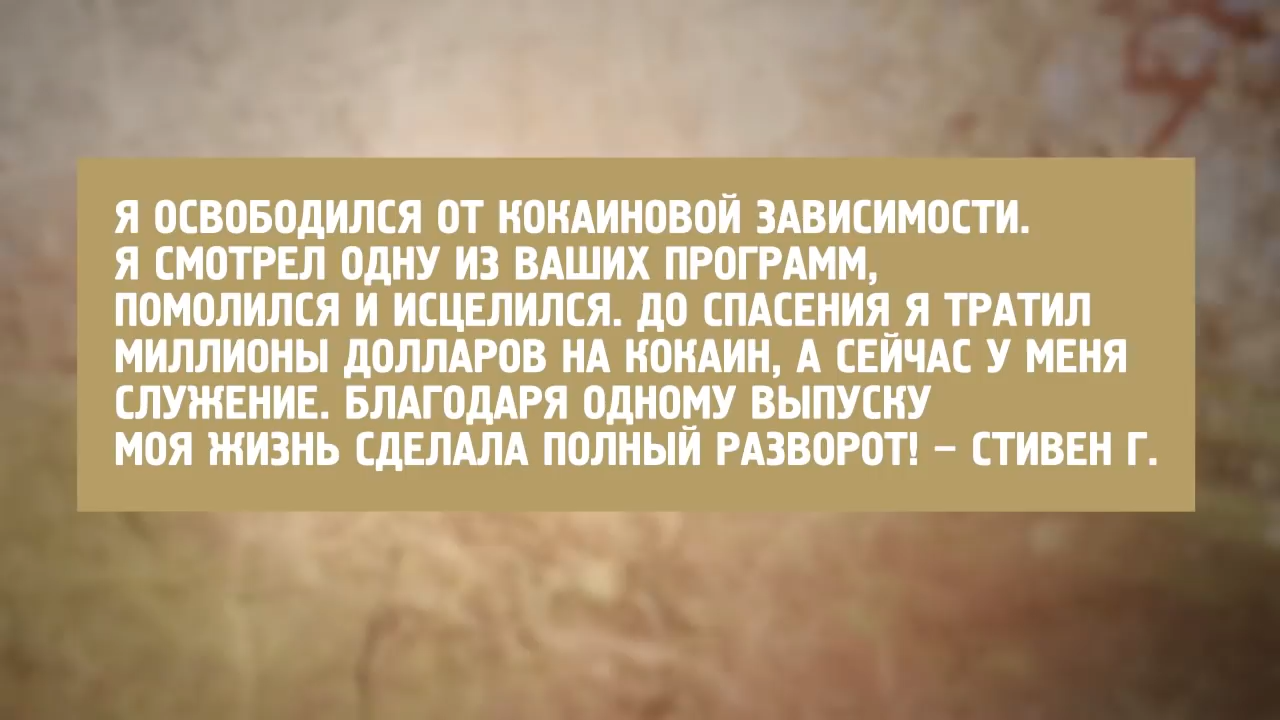 Я ОСВОБОДИЛСЯ ОТ КОКАИНОВОЙ ЗАВИСИМОСТИ.
Я СМОТРЕЛ ОДНУ ИЗ ВАШИХ ПРОГРАММ,
ПОМОЛИЛСЯ И ИСЦЕЛИЛСЯ. ДО СПАСЕНИЯ Я ТРАТИЛ
МИЛЛИОНЫ ДОЛЛАРОВ НА КОКАИН, А СЕЙЧАС У МЕНЯ
СЛУЖЕНИЕ. БЛАГОДАРЯ ОДНОМУ ВЫПУСКУ
МОЯ ЖИЗНЬ СДЕЛАЛА ПОЛНЫЙ РАЗВОРОТ! – СТИВЕН Г.